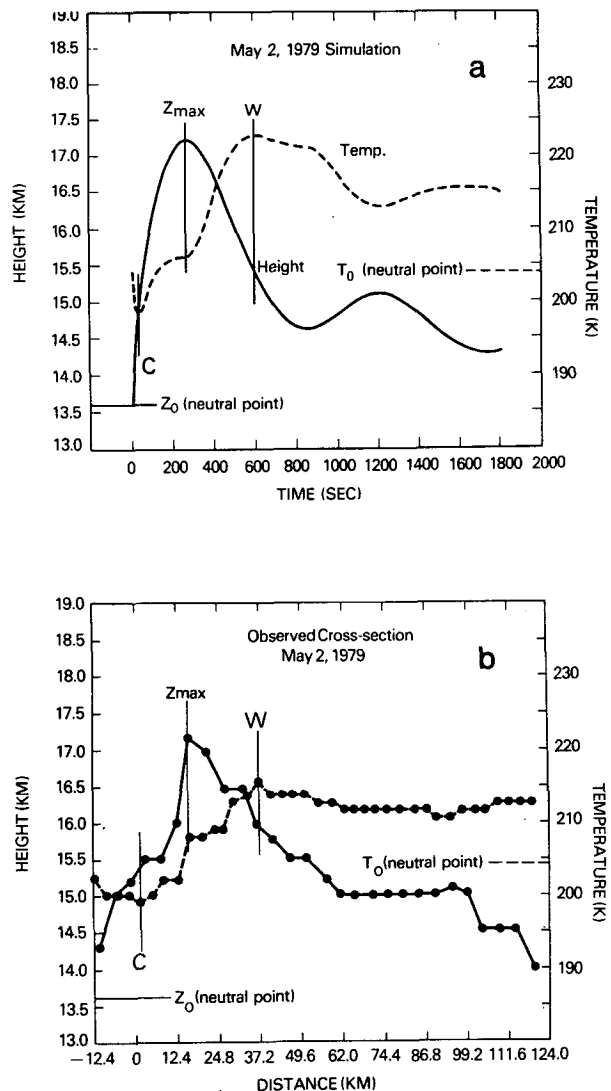 19.0
18.5
18.0
17.5
17.0
16.5
16.0
15.5
15.0
14.5
14.0
13.5
13.0
HEIGHT (KM)
May 2, 1979 Simulation
a
Zmax
W
Temp.
Height
T0 (neutral point)
C
Z0 (neutral point)
230
220
210
200
190
TEMPERATURE (K)
0 200 400 600 800 1000 1200 1400 1600 1800 2000
TIME (SEC)
19.0
18.5
18.0
17.5
17.0
16.5
16.0
15.5
15.0
14.5
14.0
13.5
13.0
HEIGHT (KM)
Observed Cross-section
May 2, 1979
b
Zmax
W
T0 (neutral point)
C
Z0 (neutral point)
230
220
210
200
190
TEMPERATURE (K)
−12.4 0 12.4 24.8 37.2 49.6 62.0 74.4 86.8 99.2 111.6 124.0
DISTANCE (KM)